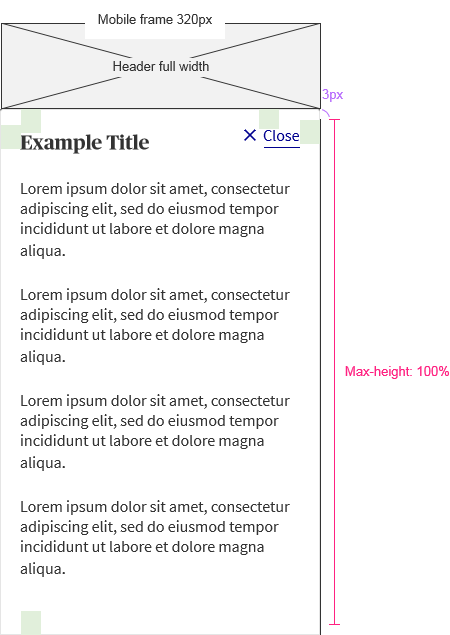 Mobile frame 320px
Header full width
3px
Example Title
Close
Lorem ipsum dolor sit amet, consectetur
adipiscing elit, sed do eiusmod tempor
incididunt ut labore et dolore magna
aliqua.
Lorem ipsum dolor sit amet, consectetur
adipiscing elit, sed do eiusmod tempor
incididunt ut labore et dolore magna
aliqua.
Max-height: 100%
Lorem ipsum dolor sit amet, consectetur
adipiscing elit, sed do eiusmod tempor
incididunt ut labore et dolore magna
aliqua.
Lorem ipsum dolor sit amet, consectetur
adipiscing elit, sed do eiusmod tempor
incididunt ut labore et dolore magna
aliqua.